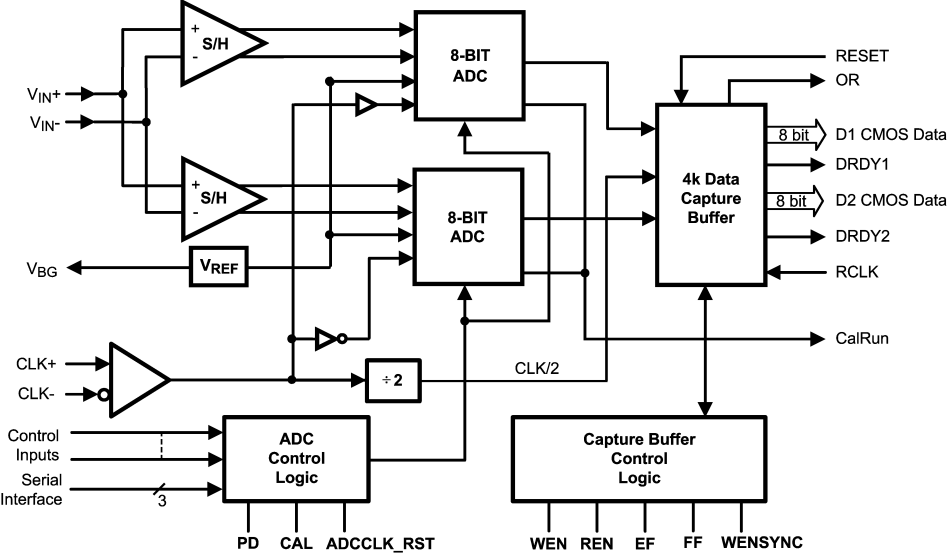 +
S/H
-
8-BIT
ADC
RESET
OR
VIN+
VIN-
8 bit
D1 CMOS Data
DRDY1
4k Data
Capture
Buffer
+
S/H
-
8-BIT
ADC
8 bit
D2 CMOS Data
DRDY2
VBG
VREF
RCLK
CalRun
CLK+
CLK-
÷ 2
CLK/2
Control
Inputs
Serial
Interface
3
ADC
Control
Logic
Capture Buffer
Control
Logic
PD
CAL
ADCCLK_RST
WEN
REN
EF
FF
WENSYNC